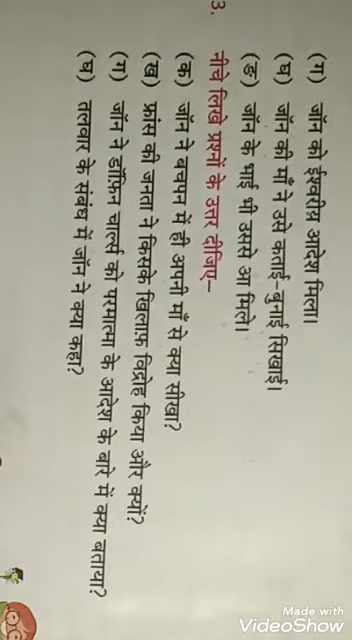 (ग) जॉन को ईश्वरीय आदेश मिला।
(घ) जॉन की माँ ने उसे कताई-बुनाई सिखाई।
(ङ) जॉन के भाई भी उससे आ मिले।
3. नीचे लिखे प्रश्नों के उत्तर दीजिए–
(क) जॉन ने बचपन में ही अपनी माँ से क्या सीखा?
(ख) फ्रांस की जनता ने किसके खिलाफ़ विद्रोह किया और क्यों?
(ग) जॉन ने डॉफ़िन चार्ल्स को परमात्मा के आदेश के बारे में क्या बताया?
(घ) तलवार के संबंध में जॉन ने क्या कहा?
Made with
VideoShow